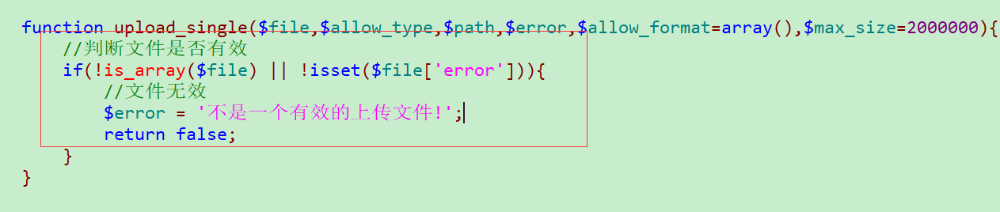 function upload_single($file,$allow_type,$path,$error,$allow_format=array(),$max_size=2000000){
//判断文件是否有效
if(!is_array($file) || !isset($file['error'])){
//文件无效
$error = '不是一个有效的上传文件!';
return false;
}
}